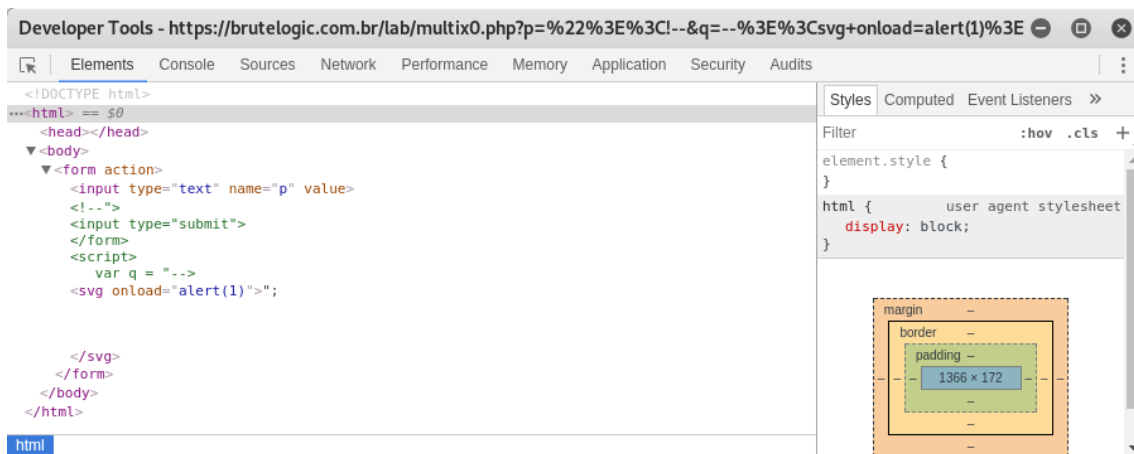 Developer Tools - https://brutelogic.com.br/lab/multix0.php?p=%22%3E%3C!--&q=--%3E%3Csvg+onload=alert(1)%3E
Elements Console Sources Network Performance Memory Application Security Audits
<!DOCTYPE html>
•••<html> == $0
<head></head>
▼<body>
▼<form action>
<input type="text" name="p" value>
<!--">
<input type="submit">
</form>
<script>
var q = "-->
<svg onload="alert(1)">";
</svg>
</form>
</body>
</html>
html
Styles Computed Event Listeners »
Filter :hov .cls +
element.style {
}
html { user agent stylesheet
display: block;
}
margin –
border –
padding –
– – – 1366 × 172 – – –
–
–
–